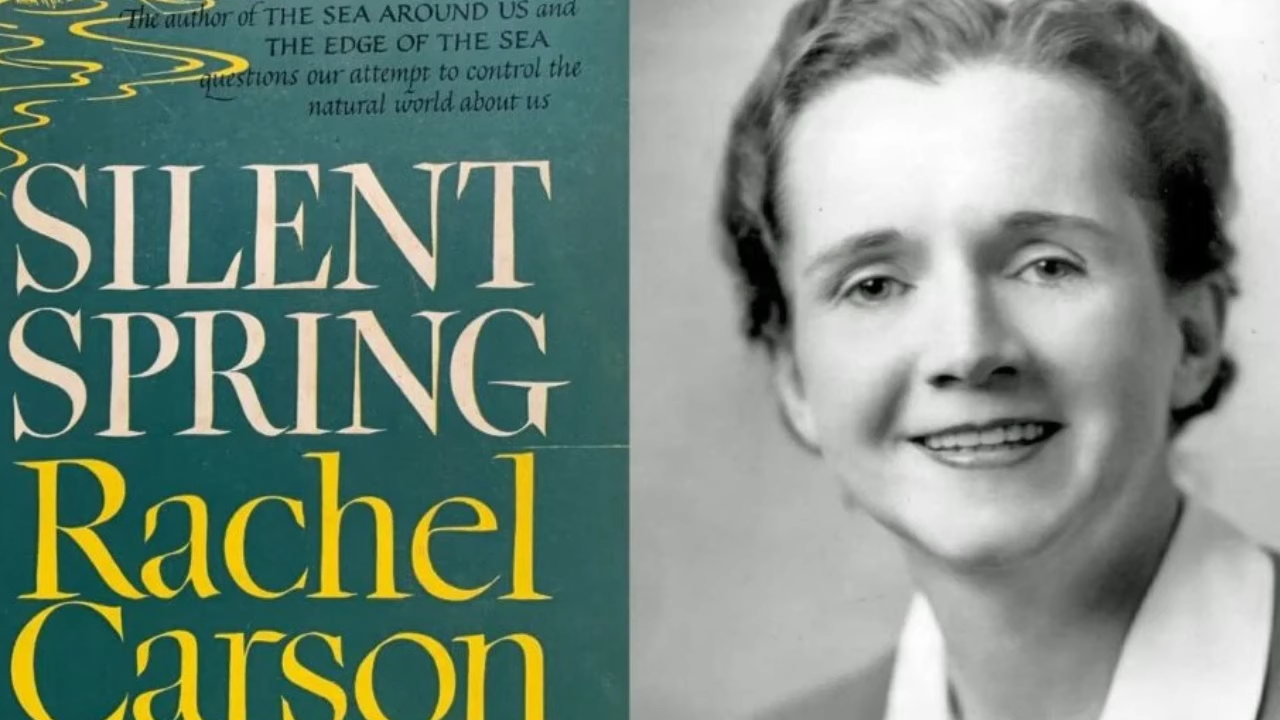 The author of THE SEA AROUND US and
THE EDGE OF THE SEA
questions our attempt to control the
natural world about us
SILENT
SPRING
Rachel
Carson